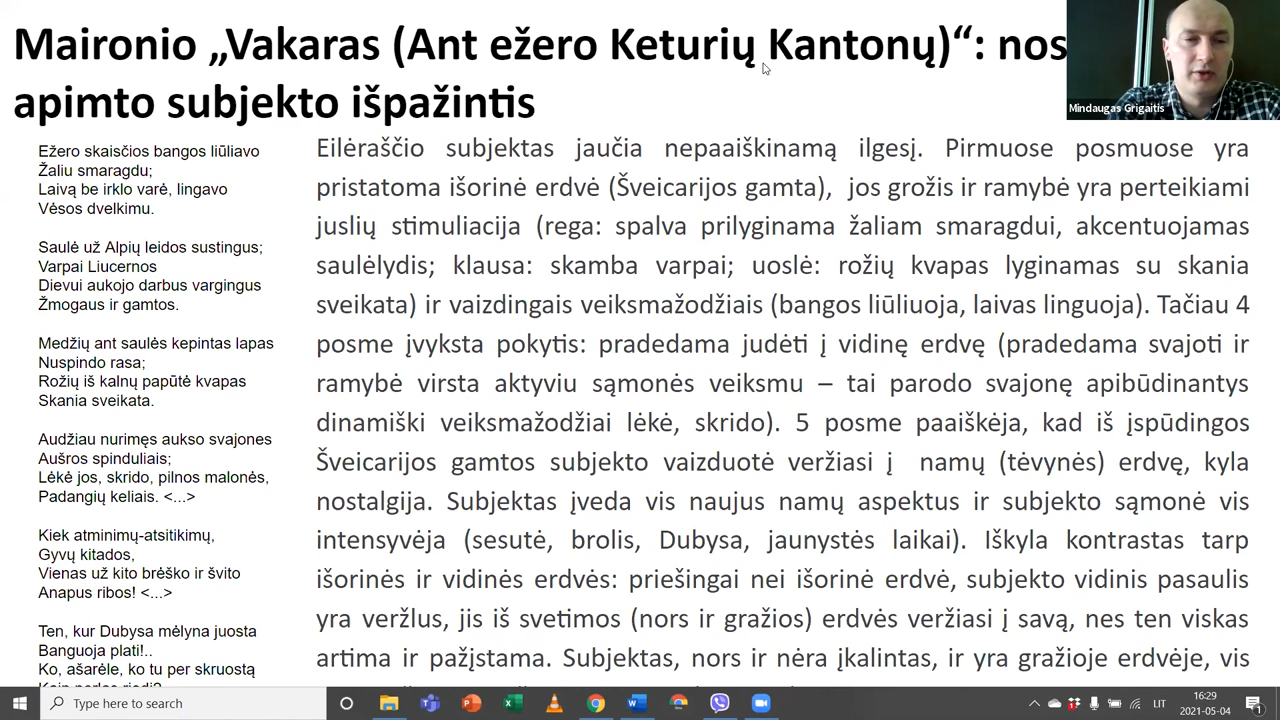 Maironio „Vakaras (Ant ežero Keturių Kantonų)“: nos
apimto subjekto išpažintis
Mindaugas Grigaitis
Ežero skaisčios bangos liūliavo
Žaliu smaragdu;
Laivą be irklo varė, lingavo
Vėsos dvelkimu.
Saulė už Alpių leidos sustingus;
Varpai Liucernos
Dievui aukojo darbus vargingus
Žmogaus ir gamtos.
Medžių ant saulės kepintas lapas
Nuspindo rasa;
Rožių iš kalnų papūtė kvapas
Skania sveikata.
Audžiau nurimęs aukso svajones
Aušros spinduliais;
Lėkė jos, skrido, pilnos malonės,
Padangių keliais. <...>
Kiek atminimų-atsitikimų,
Gyvų kitados,
Vienas už kito brėško ir švito
Anapus ribos! <...>
Ten, kur Dubysa mėlyna juosta
Banguoja plati!..
Ko, ašarėle, ko tu per skruostą
Eilėraščio subjektas jaučia nepaaiškinamą ilgesį. Pirmuose posmuose yra
pristatoma išorinė erdvė (Šveicarijos gamta), jos grožis ir ramybė yra perteikiami
juslių stimuliacija (rega: spalva prilyginama žaliam smaragdui, akcentuojamas
saulėlydis; klausa: skamba varpai; uoslė: rožių kvapas lyginamas su skania
sveikata) ir vaizdingais veiksmažodžiais (bangos liūliuoja, laivas linguoja). Tačiau 4
posme įvyksta pokytis: pradedama judėti į vidinę erdvę (pradedama svajoti ir
ramybė virsta aktyviu sąmonės veiksmu – tai parodo svajonę apibūdinantys
dinamiški veiksmažodžiai lėkė, skrido). 5 posme paaiškėja, kad iš įspūdingos
Šveicarijos gamtos subjekto vaizduotė veržiasi į namų (tėvynės) erdvę, kyla
nostalgija. Subjektas įveda vis naujus namų aspektus ir subjekto sąmonė vis
intensyvėja (sesutė, brolis, Dubysa, jaunystės laikai). Iškyla kontrastas tarp
išorinės ir vidinės erdvės: priešingai nei išorinė erdvė, subjekto vidinis pasaulis
yra veržlus, jis iš svetimos (nors ir gražios) erdvės veržiasi į savą, nes ten viskas
artima ir pažįstama. Subjektas, nors ir nėra įkalintas, ir yra gražioje erdvėje, vis
Type here to search
LIT
16:29
2021-05-04
1